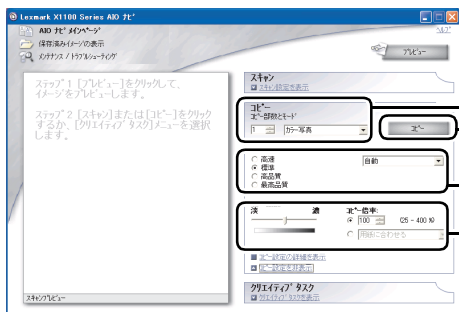 Lexmark X1100 Series AIO ナビ
AIO ナビ メインページ
ヘルプ
保存済みイメージの表示
メンテナンス / トラブルシューティング
プレビュー
ステップ 1 [プレビュー]をクリックして、
イメージをプレビューします。
ステップ 2 [スキャン]または[コピー]をクリック
するか、[クリエイティブ タスク]メニューを選択
します。
スキャン
スキャン設定を表示
コピー
コピー部数とモード
1
カラー写真
コピー
高速
標準
高品質
最高品質
自動
淡
濃
コピー倍率:
100
(25 - 400 %)
用紙に合わせる
コピー設定の詳細を表示
コピー設定を非表示
クリエイティブ タスク
クリエイティブ タスクを表示
スキャンプレビュー